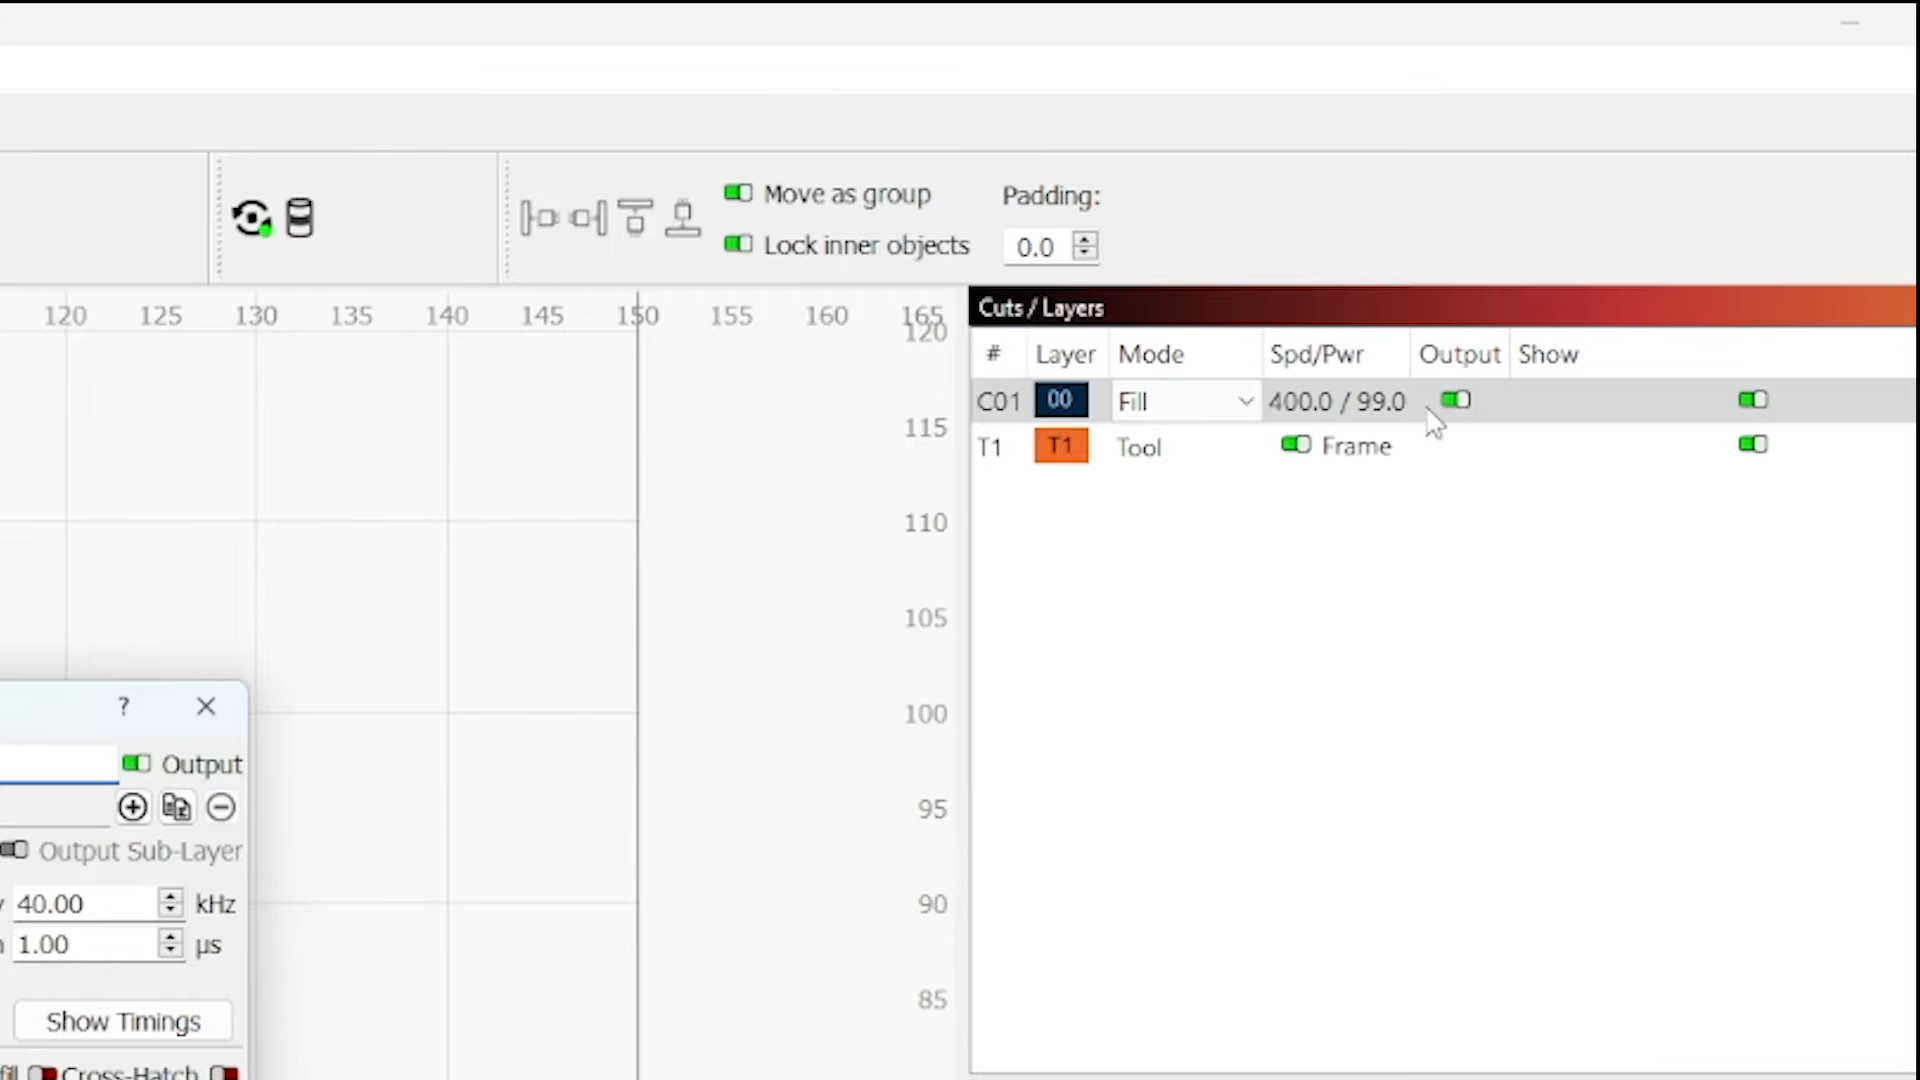 Move as group
Padding:
Lock inner objects
0.0
120 125 130 135 140 145 150 155 160 165
Cuts / Layers
# Layer Mode Spd/Pwr Output Show
C01 00 Fill 400.0 / 99.0
T1 T1 Tool Frame
120
115
110
105
100
95
90
85
?
Output
Output Sub-Layer
40.00 kHz
1.00 µs
Show Timings
Cross-Hatch